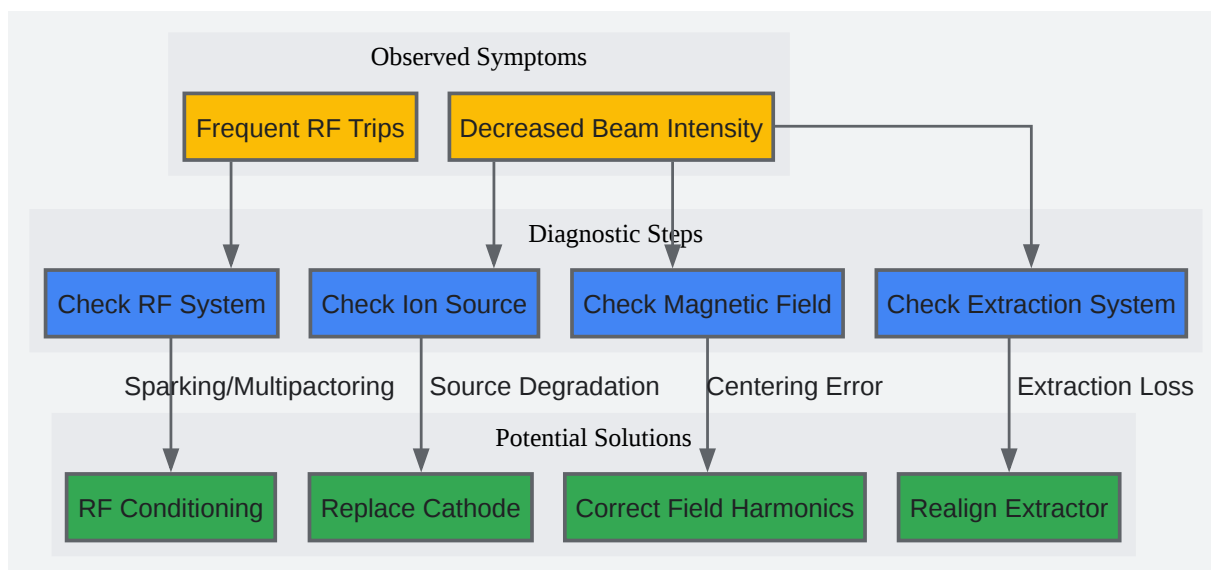 Observed Symptoms
Frequent RF Trips
Decreased Beam Intensity
Diagnostic Steps
Check RF System
Check Ion Source
Check Magnetic Field
Check Extraction System
Sparking/Multipactoring
Source Degradation
Centering Error
Extraction Loss
Potential Solutions
RF Conditioning
Replace Cathode
Correct Field Harmonics
Realign Extractor